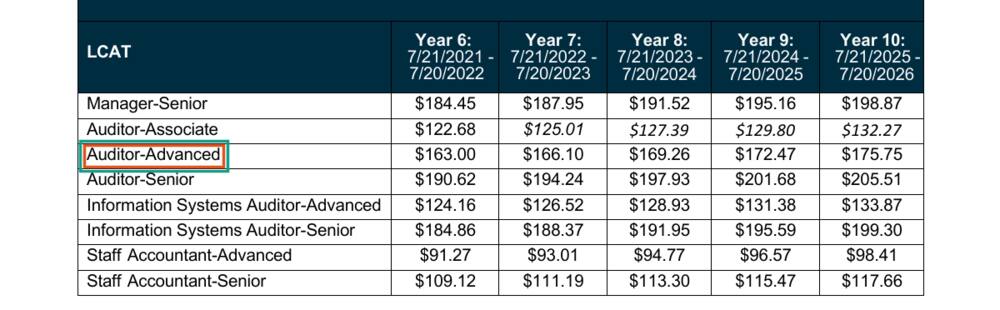 LCAT Year 6: 7/21/2021 - 7/20/2022 Year 7: 7/21/2022 - 7/20/2023 Year 8: 7/21/2023 - 7/20/2024 Year 9: 7/21/2024 - 7/20/2025 Year 10: 7/21/2025 - 7/20/2026
Manager-Senior $184.45 $187.95 $191.52 $195.16 $198.87
Auditor-Associate $122.68 $125.01 $127.39 $129.80 $132.27
Auditor-Advanced $163.00 $166.10 $169.26 $172.47 $175.75
Auditor-Senior $190.62 $194.24 $197.93 $201.68 $205.51
Information Systems Auditor-Advanced $124.16 $126.52 $128.93 $131.38 $133.87
Information Systems Auditor-Senior $184.86 $188.37 $191.95 $195.59 $199.30
Staff Accountant-Advanced $91.27 $93.01 $94.77 $96.57 $98.41
Staff Accountant-Senior $109.12 $111.19 $113.30 $115.47 $117.66